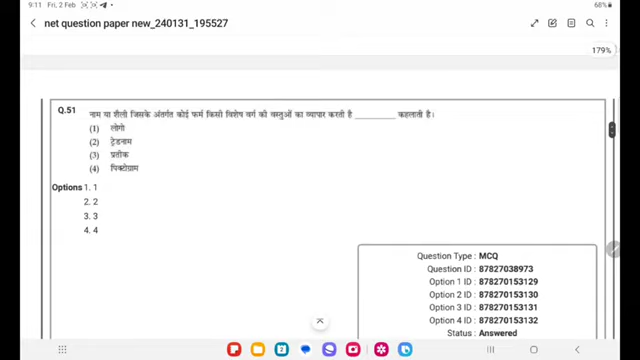 9:11 Fri, 2 Feb
68%
net question paper new_240131_195527
179%
Q.51 नाम या शैली जिसके अंतर्गत कोई फर्म किसी विशेष वर्ग की वस्तुओं का व्यापार करती है _________ कहलाती है।
(1) लोगो
(2) ट्रेडनाम
(3) प्रतीक
(4) पिक्टोग्राम
Options 1. 1
2. 2
3. 3
4. 4
Question Type : MCQ
Question ID : 87827038973
Option 1 ID : 878270153129
Option 2 ID : 878270153130
Option 3 ID : 878270153131
Option 4 ID : 878270153132
Status : Answered